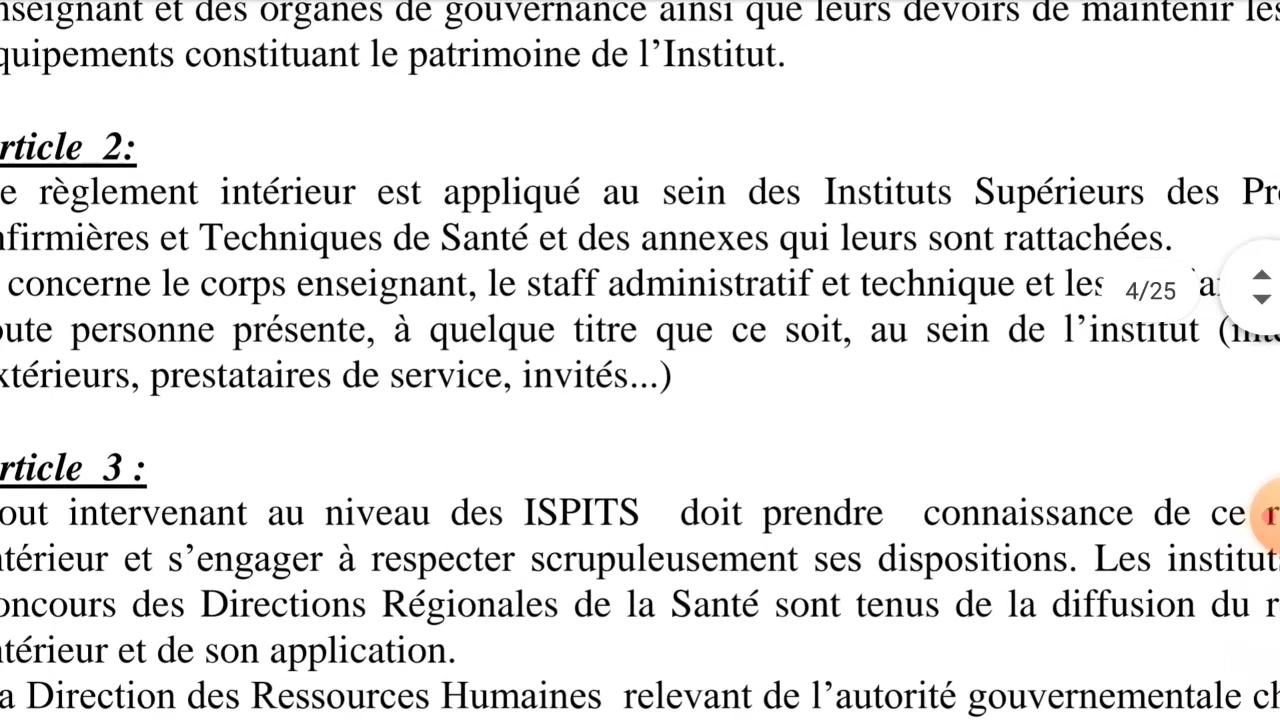 nseignant et des organes de gouvernance ainsi que leurs devoirs de maintenir les
quipements constituant le patrimoine de l’Institut.
rticle 2:
e règlement intérieur est appliqué au sein des Instituts Supérieurs des Pr
nfirmières et Techniques de Santé et des annexes qui leurs sont rattachées.
concerne le corps enseignant, le staff administratif et technique et les
4/25
oute personne présente, à quelque titre que ce soit, au sein de l’institut
xtérieurs, prestataires de service, invités...)
rticle 3 :
out intervenant au niveau des ISPITS doit prendre connaissance de ce r
ntérieur et s’engager à respecter scrupuleusement ses dispositions. Les institut
oncours des Directions Régionales de la Santé sont tenus de la diffusion du r
ntérieur et de son application.
a Direction des Ressources Humaines relevant de l’autorité gouvernementale ch